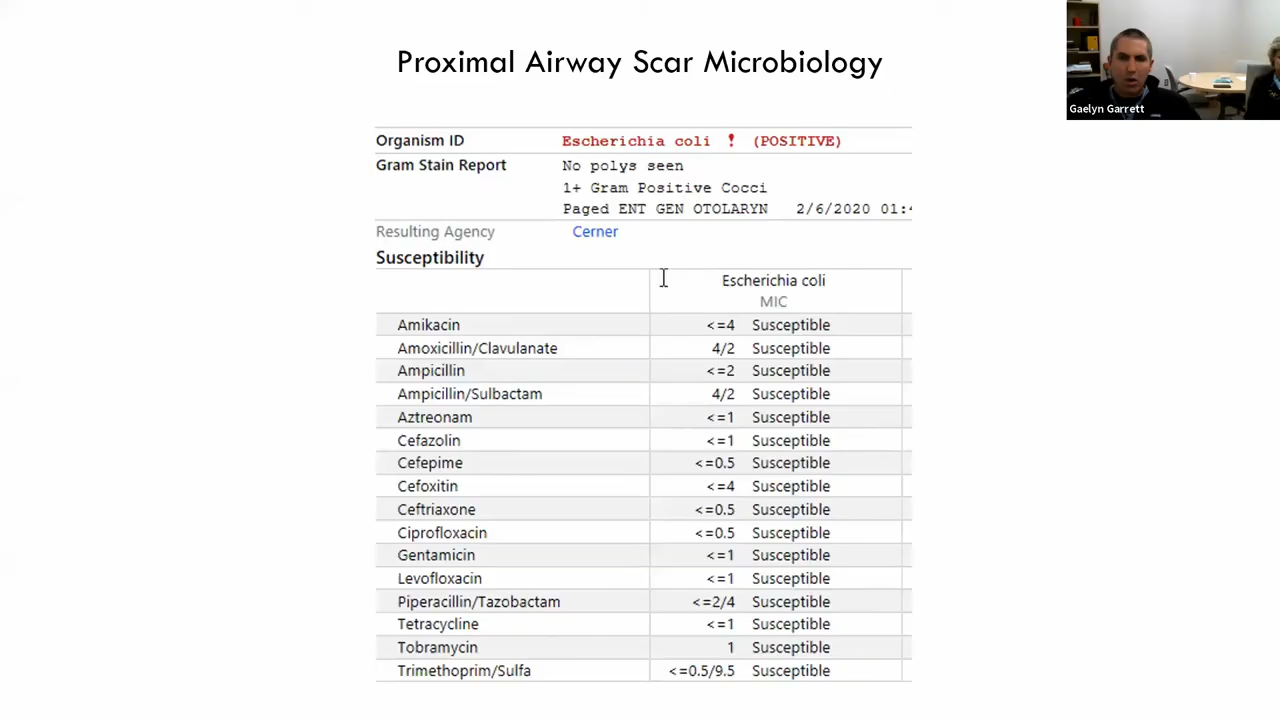 Proximal Airway Scar Microbiology
Gaelyn Garrett
Organism ID Escherichia coli ! (POSITIVE)
Gram Stain Report No polys seen
1+ Gram Positive Cocci
Paged ENT GEN OTOLARYN 2/6/2020 01:4
Resulting Agency Cerner
Susceptibility
Escherichia coli
MIC
Amikacin <=4 Susceptible
Amoxicillin/Clavulanate 4/2 Susceptible
Ampicillin <=2 Susceptible
Ampicillin/Sulbactam 4/2 Susceptible
Aztreonam <=1 Susceptible
Cefazolin <=1 Susceptible
Cefepime <=0.5 Susceptible
Cefoxitin <=4 Susceptible
Ceftriaxone <=0.5 Susceptible
Ciprofloxacin <=0.5 Susceptible
Gentamicin <=1 Susceptible
Levofloxacin <=1 Susceptible
Piperacillin/Tazobactam <=2/4 Susceptible
Tetracycline <=1 Susceptible
Tobramycin 1 Susceptible
Trimethoprim/Sulfa <=0.5/9.5 Susceptible